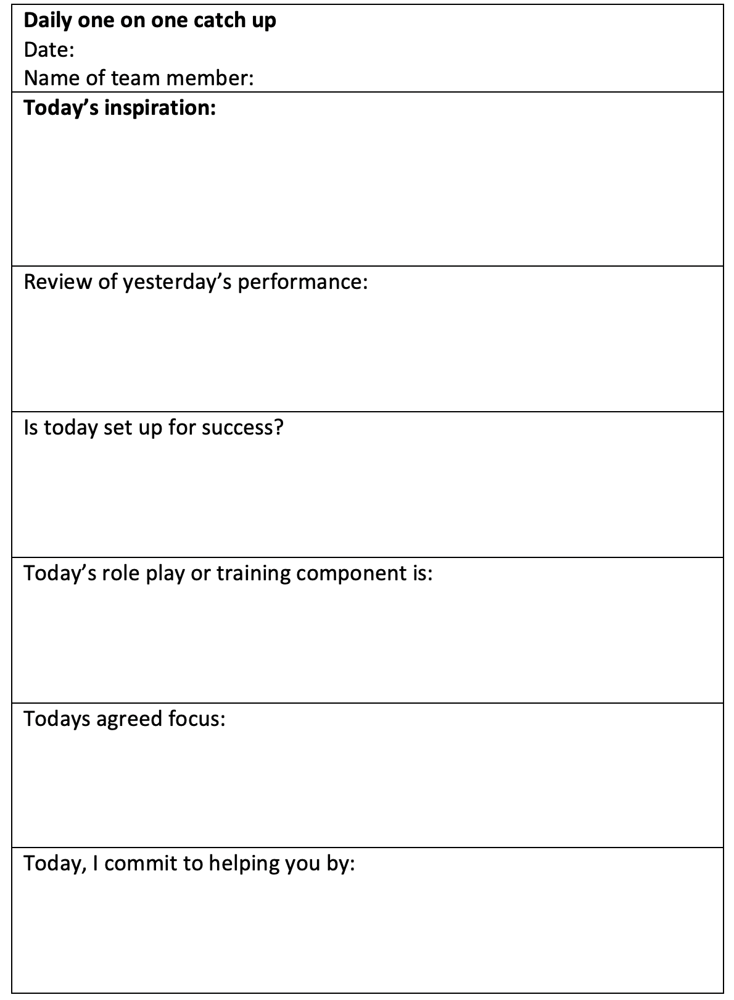 Daily one on one catch up
Date:
Name of team member:
Today’s inspiration:
Review of yesterday’s performance:
Is today set up for success?
Today’s role play or training component is:
Todays agreed focus:
Today, I commit to helping you by: